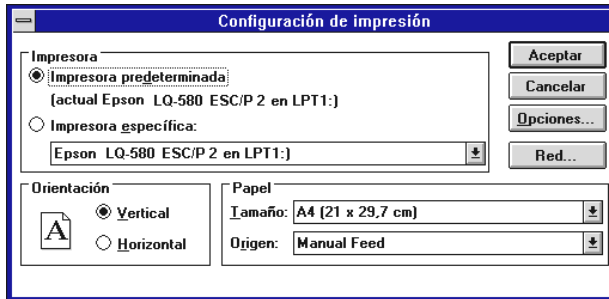 Configuración de impresión
Impresora
Impresora predeterminada
(actual Epson LQ-580 ESC/P 2 en LPT1:)
Impresora específica:
Epson LQ-580 ESC/P 2 en LPT1:)
Aceptar
Cancelar
Opciones...
Red...
Orientación
A
Vertical
Horizontal
Papel
Tamaño: A4 (21 x 29,7 cm)
Origen: Manual Feed